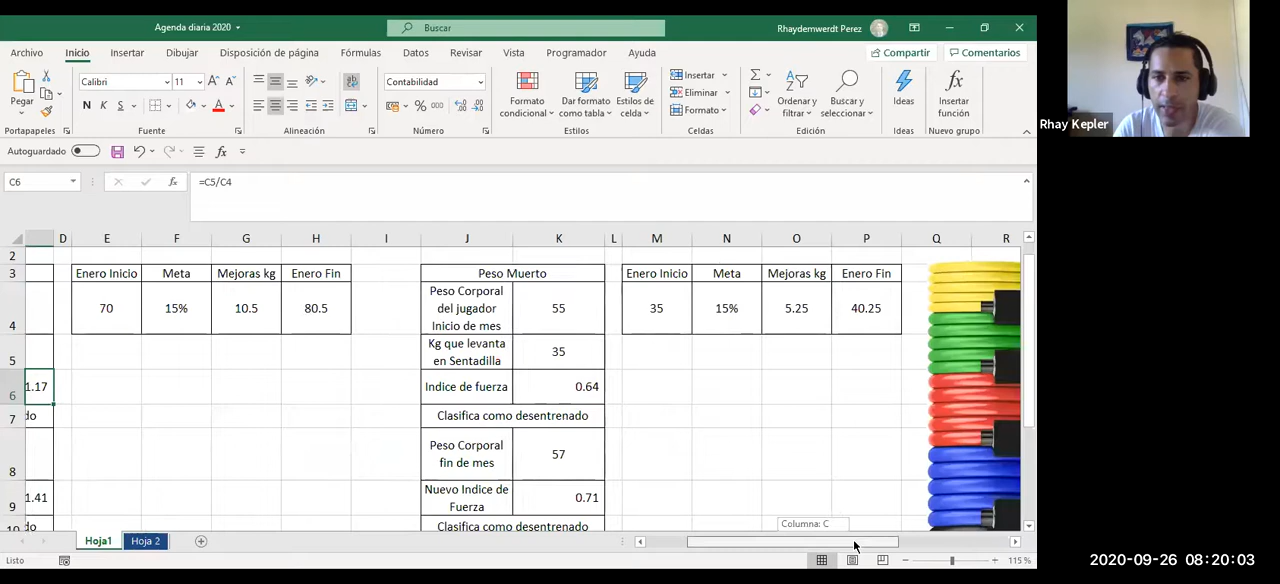 Agenda diaria 2020
Buscar
Rhaydemwerdt Perez
Archivo Inicio Insertar Dibujar Disposición de página Fórmulas Datos Revisar Vista Programador Ayuda
Compartir Comentarios
Pegar
Calibri 11
N K S
Contabilidad
% 000
Formato condicional
Dar formato como tabla
Estilos de celda
Insertar
Eliminar
Formato
Ordenar y filtrar
Buscar y seleccionar
Ideas
Insertar función
Portapapeles Fuente Alineación Número Estilos Celdas Edición Ideas Nuevo grupo
Autoguardado
C6 =C5/C4
D E F G H I J K L M N O P Q R
2
3 Enero Inicio Meta Mejoras kg Enero Fin Peso Muerto Enero Inicio Meta Mejoras kg Enero Fin
4 70 15% 10.5 80.5 Peso Corporal del jugador Inicio de mes 55 35 15% 5.25 40.25
5 Kg que levanta en Sentadilla 35
6 1.17 Indice de fuerza 0.64
7 do Clasifica como desentrenado
8 Peso Corporal fin de mes 57
9 1.41 Nuevo Indice de Fuerza 0.71
10 do Clasifica como desentrenado
Columna: C
Hoja1 Hoja 2
Listo
115 %
Rhay Kepler
2020-09-26 08:20:03